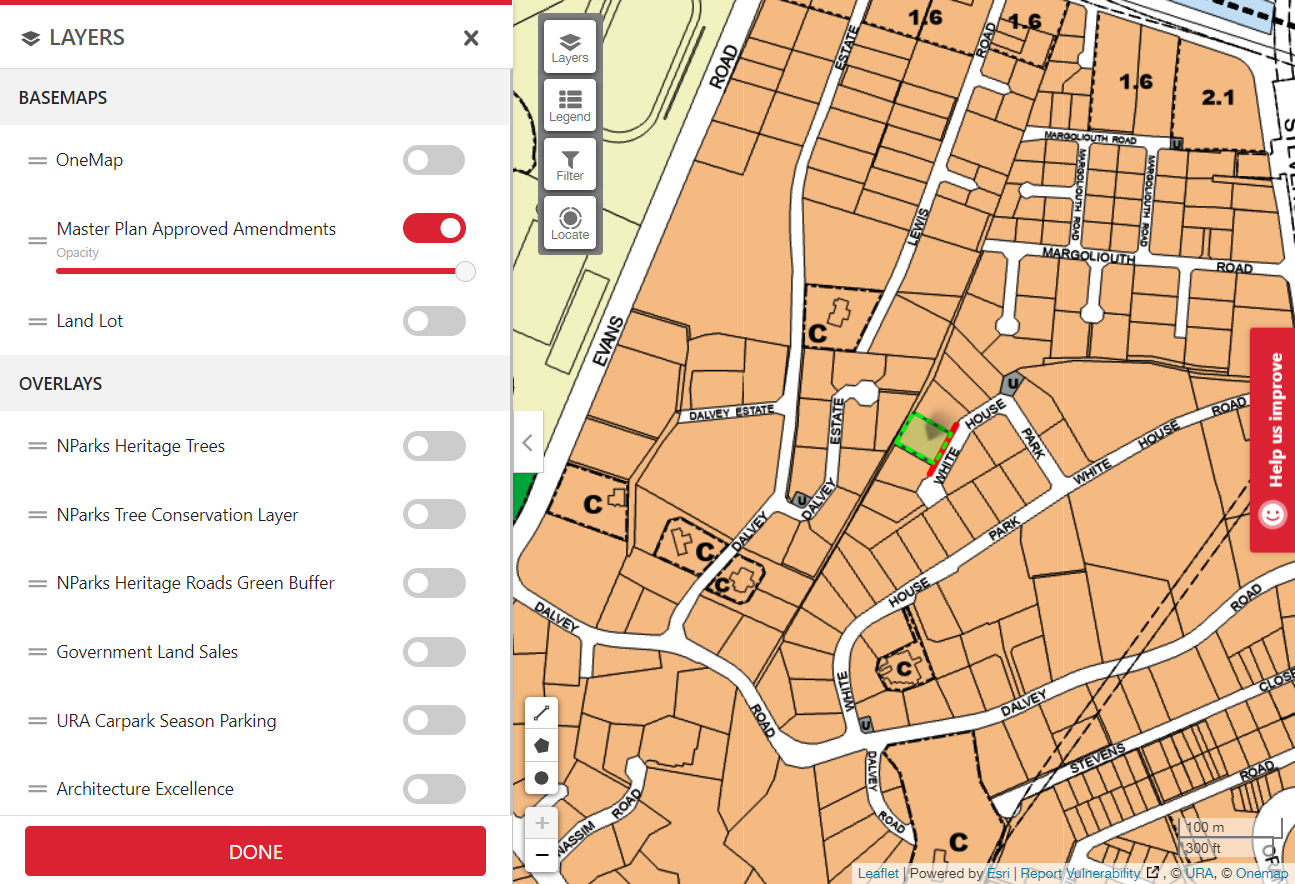 LAYERS
BASEMAPS
OneMap
Master Plan Approved Amendments
Opacity
Land Lot
OVERLAYS
NParks Heritage Trees
NParks Tree Conservation Layer
NParks Heritage Roads Green Buffer
Government Land Sales
URA Carpark Season Parking
Architecture Excellence
DONE
Layers
Legend
Filter
Locate
ROAD
ESTATE
1.6
ROAD
1.6
1.6
2.1
MARGOLIOUTH ROAD
U
MARGOLIOUTH ROAD
MARGOLIOUTH ROAD
LEWIS
MARGOLIOUTH
ROAD
EVANS
C
DALVEY ESTATE
ESTATE
U
HOUSE
WHITE
PARK
WHITE
HOUSE
ROAD
Help us improve
C
U
DALVEY
DALVEY
C
C
PARK
HOUSE
DALVEY
WHITE
C
ROAD
U
DALVEY
ROAD
CLOSE
STEVENS
ROAD
DALVEY
ROAD
NASSIM
ROAD
C
100 m
300 ft
Leaflet | Powered by Esri | Report Vulnerability , © URA, © Onemap